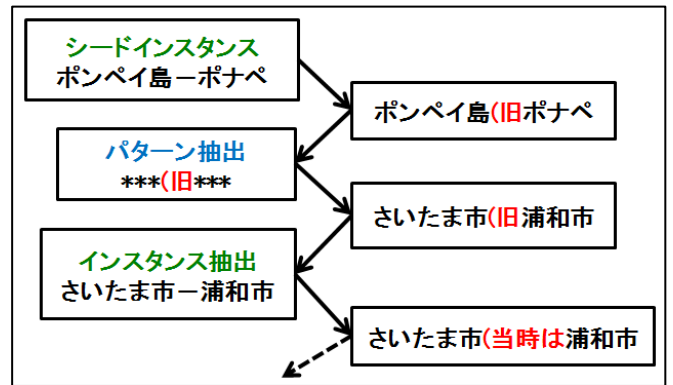 シードインスタンス
ポンペイ島－ポナペ
ポンペイ島(旧ポナペ
パターン抽出
***(旧***
さいたま市(旧浦和市
インスタンス抽出
さいたま市－浦和市
さいたま市(当時は浦和市